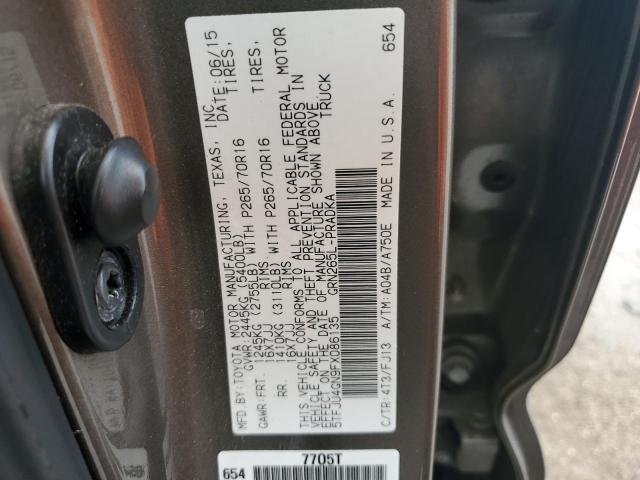 MFD.BY:TOYOTA MOTOR MANUFACTURING, TEXAS, INC.
GVWR:2445KG (5400LB) DATE:06/15
GAWR:FRT. 1245KG (2755LB) WITH P265/70R16 TIRES,
16X7JJ RIMS
RR. 1410KG (3110LB) WITH P265/70R16 TIRES,
16X7JJ RIMS
THIS VEHICLE CONFORMS TO ALL APPLICABLE FEDERAL MOTOR
VEHICLE SAFETY AND THEFT PREVENTION STANDARDS IN
EFFECT ON THE DATE OF MANUFACTURE SHOWN ABOVE.
5TFJU4GN9FX086135 GRN265L-PRADKA TRUCK
C/TR:4T3/FJ13 A/TM:A04B/A750E MADE IN U.S.A. 654
654 7705T